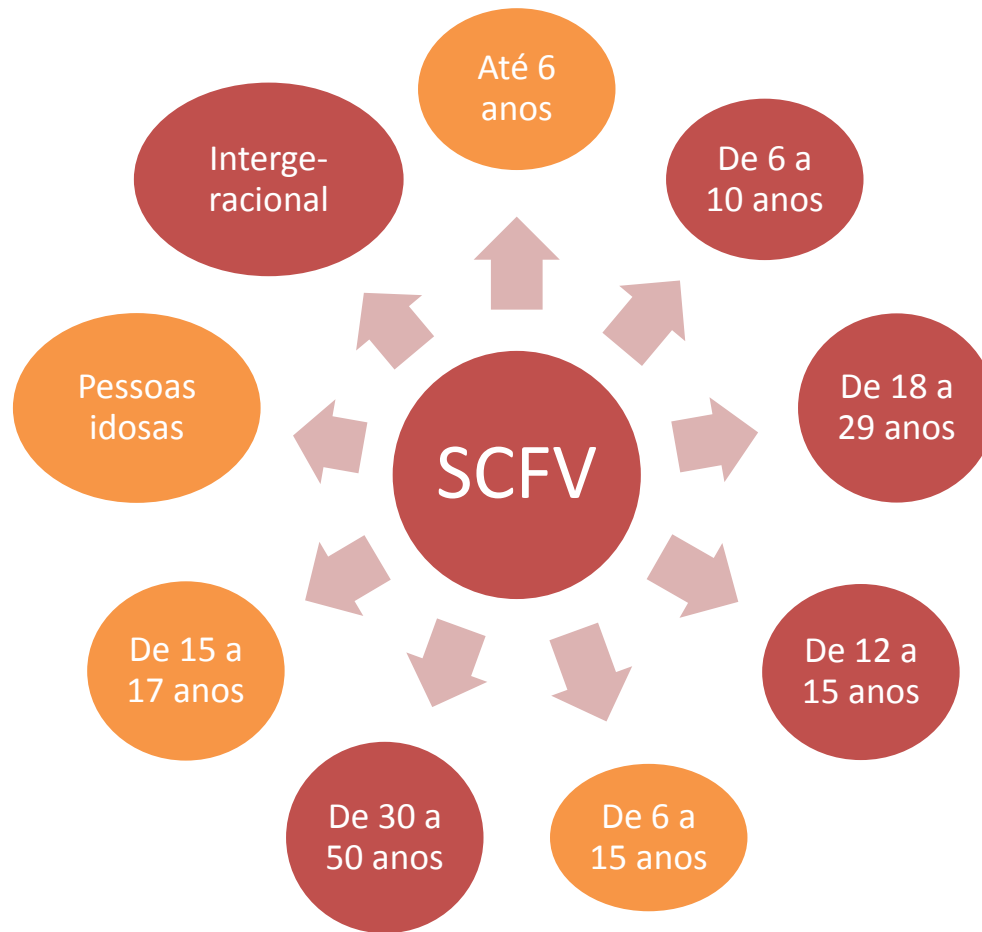 Até 6
anos
De 6 a
10 anos
De 18 a
29 anos
De 12 a
15 anos
De 6 a
15 anos
De 30 a
50 anos
De 15 a
17 anos
Pessoas
idosas
Interge-
racional
SCFV